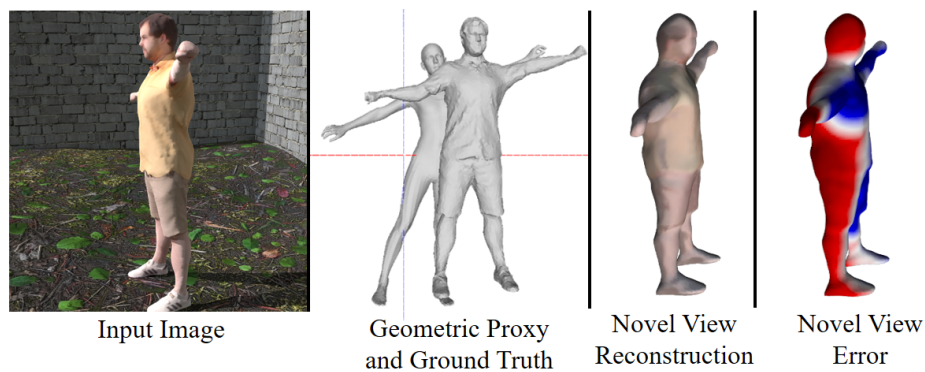 Input Image
Geometric Proxy
and Ground Truth
Novel View
Reconstruction
Novel View
Error